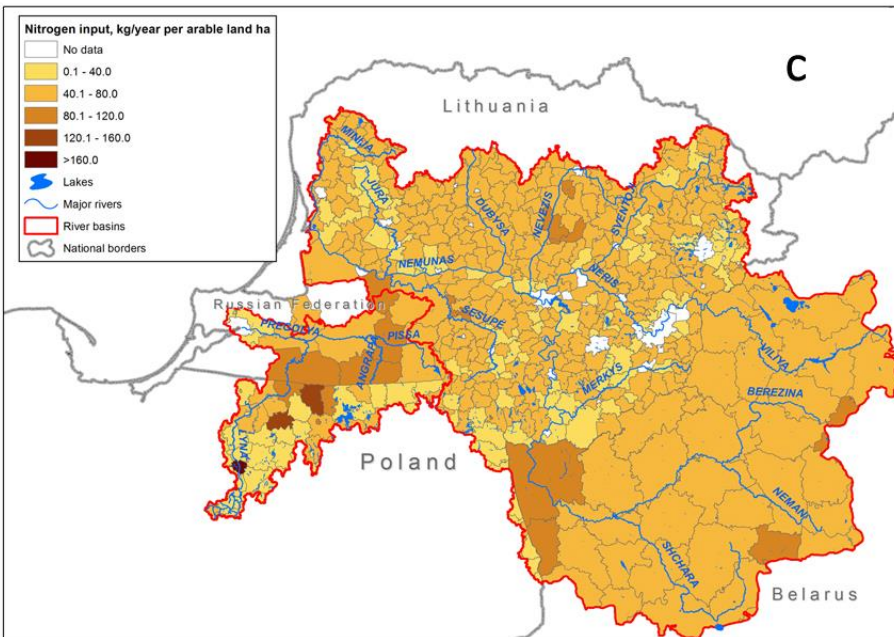 Nitrogen input, kg/year per arable land ha
No data
0.1 - 40.0
40.1 - 80.0
80.1 - 120.0
120.1 - 160.0
>160.0
Lakes
Major rivers
River basins
National borders
C
Lithuania
MINIJA
JURA
DUBYSA
NEVEZIS
SVENTOJI
NEMUNAS
NERIS
Russian Federation
SESUPE
PREGOLYA
PISSA
ANGRAPA
VILIYA
MERKYS
BEREZINA
LYNA
Poland
NEMAN
SHCHARA
Belarus